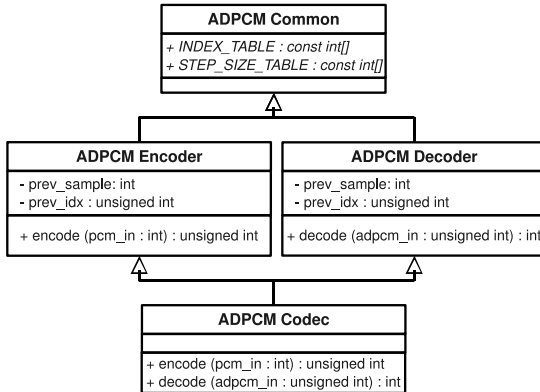 ADPCM Common
+ INDEX_TABLE : const int[]
+ STEP_SIZE_TABLE : const int[]
ADPCM Encoder
- prev_sample: int
- prev_idx : unsigned int
+ encode (pcm_in : int) : unsigned int
ADPCM Decoder
- prev_sample: int
- prev_idx : unsigned int
+ decode (adpcm_in : unsigned int) : int
ADPCM Codec
+ encode (pcm_in : int) : unsigned int
+ decode (adpcm_in : unsigned int) : int